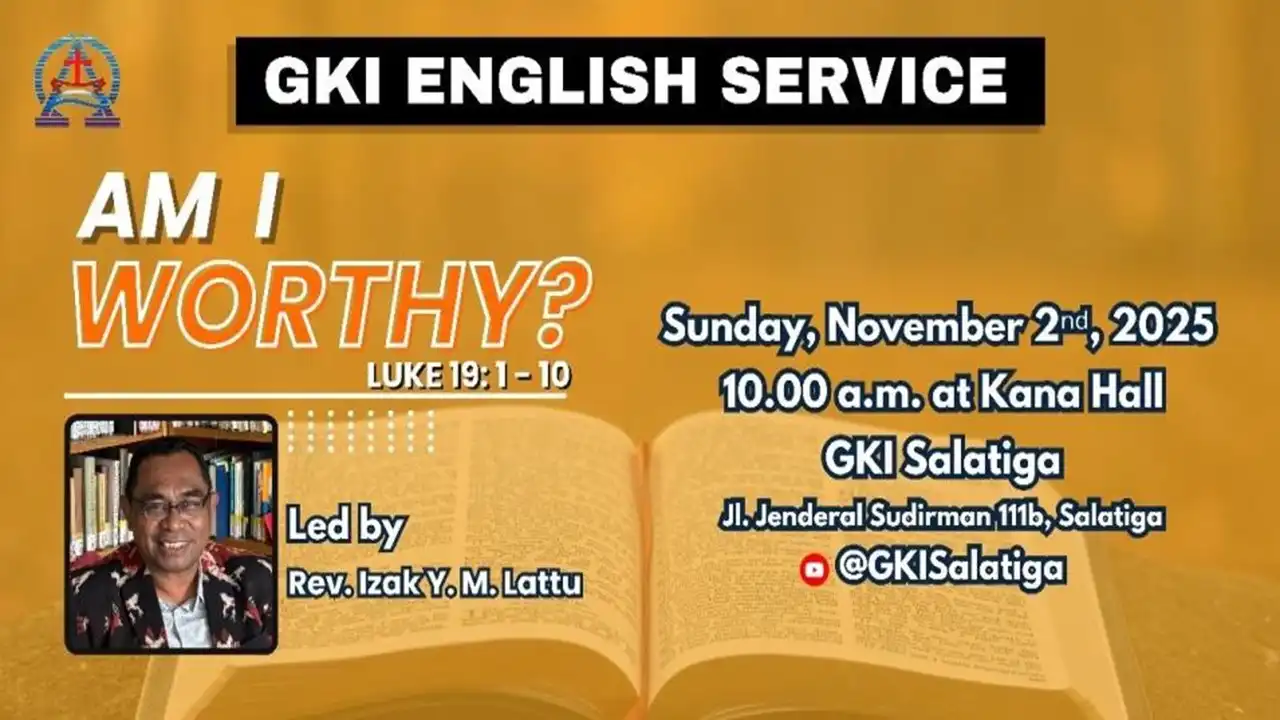 GKI ENGLISH SERVICE
AM I
WORTHY?
LUKE 19: 1 - 10
Led by
Rev. Izak Y. M. Lattu
Sunday, November 2nd, 2025
10.00 a.m. at Kana Hall
GKI Salatiga
Jl. Jenderal Sudirman 111b, Salatiga
@GKISalatiga